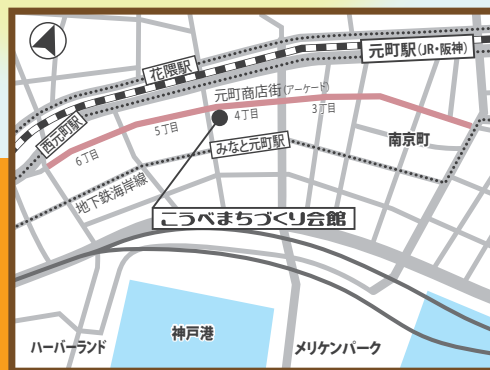 元町駅(JR・阪神)
花隈駅
元町商店街(アーケード)
西元町駅
3丁目
4丁目
5丁目
6丁目
みなと元町駅
南京町
地下鉄海岸線
こうべまちづくり会館
ハーバーランド
神戸港
メリケンパーク